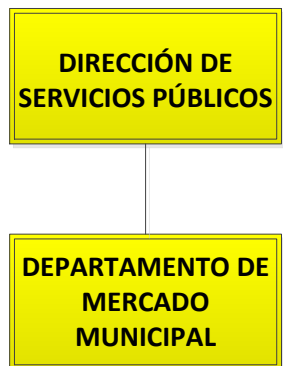 DIRECCIÓN DE
SERVICIOS PÚBLICOS
DEPARTAMENTO DE
MERCADO
MUNICIPAL